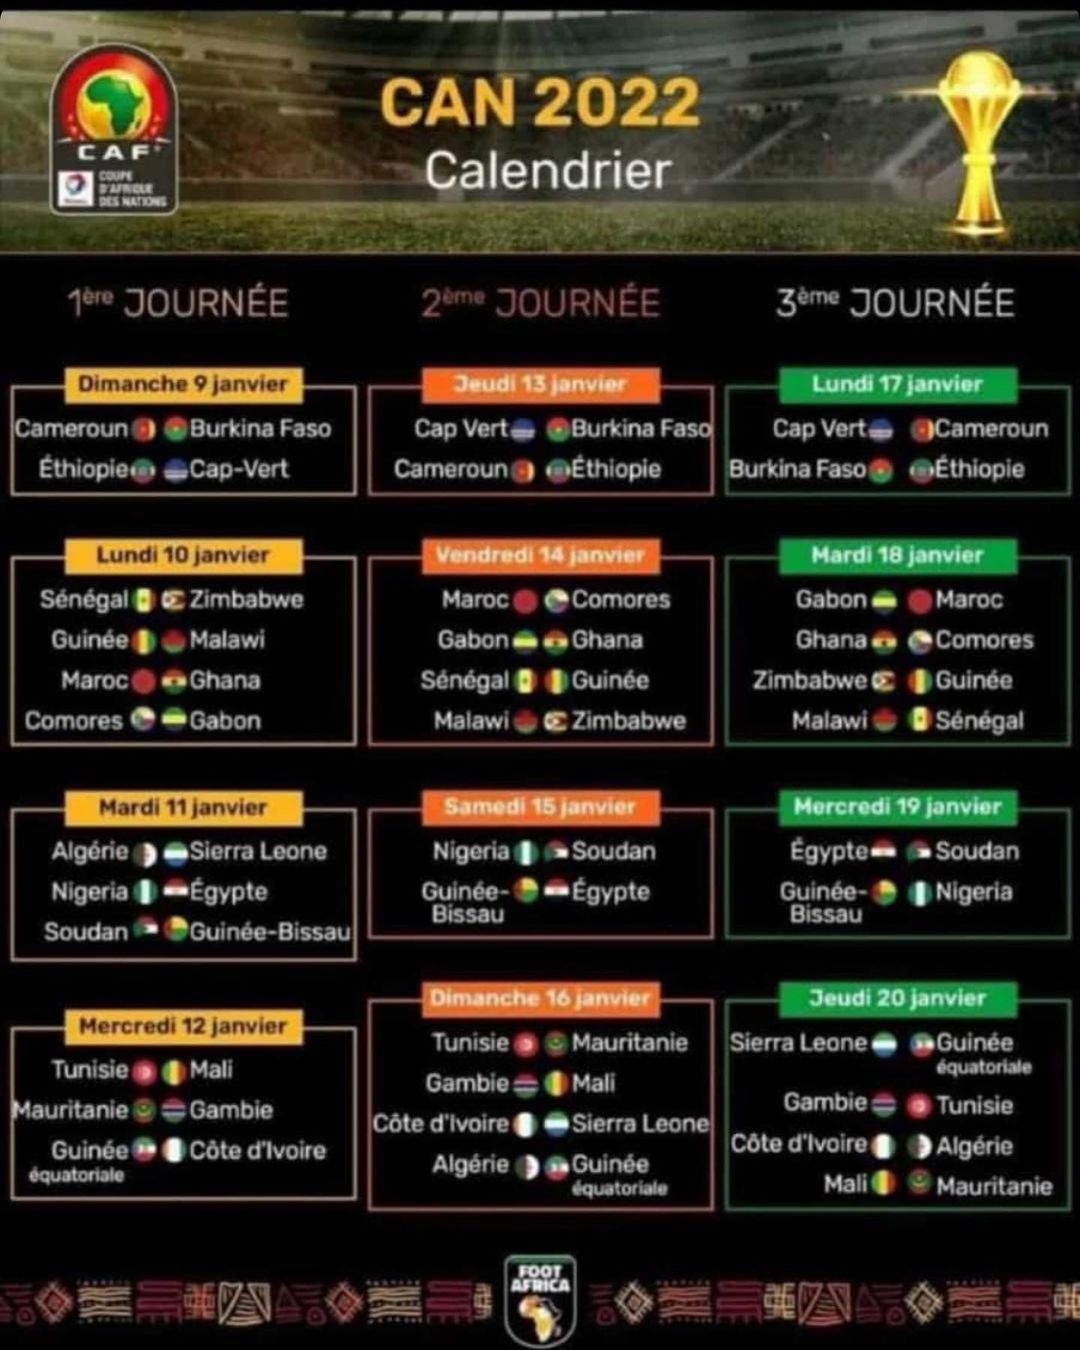 CAF
COUPE
D'AFRIQUE
DES NATIONS
CAN 2022
Calendrier
1ère JOURNÉE
Dimanche 9 janvier
Cameroun Burkina Faso
Éthiopie Cap-Vert
Lundi 10 janvier
Sénégal Zimbabwe
Guinée Malawi
Maroc Ghana
Comores Gabon
Mardi 11 janvier
Algérie Sierra Leone
Nigeria Égypte
Soudan Guinée-Bissau
Mercredi 12 janvier
Tunisie Mali
Mauritanie Gambie
Guinée Côte d'Ivoire
équatoriale
2ème JOURNÉE
Jeudi 13 janvier
Cap Vert Burkina Faso
Cameroun Éthiopie
Vendredi 14 janvier
Maroc Comores
Gabon Ghana
Sénégal Guinée
Malawi Zimbabwe
Samedi 15 janvier
Nigeria Soudan
Guinée- Égypte
Bissau
Dimanche 16 janvier
Tunisie Mauritanie
Gambie Mali
Côte d'Ivoire Sierra Leone
Algérie Guinée
équatoriale
3ème JOURNÉE
Lundi 17 janvier
Cap Vert Cameroun
Burkina Faso Éthiopie
Mardi 18 janvier
Gabon Maroc
Ghana Comores
Zimbabwe Guinée
Malawi Sénégal
Mercredi 19 janvier
Égypte Soudan
Guinée- Nigeria
Bissau
Jeudi 20 janvier
Sierra Leone Guinée
équatoriale
Gambie Tunisie
Côte d'Ivoire Algérie
Mali Mauritanie
FOOT
AFRICA